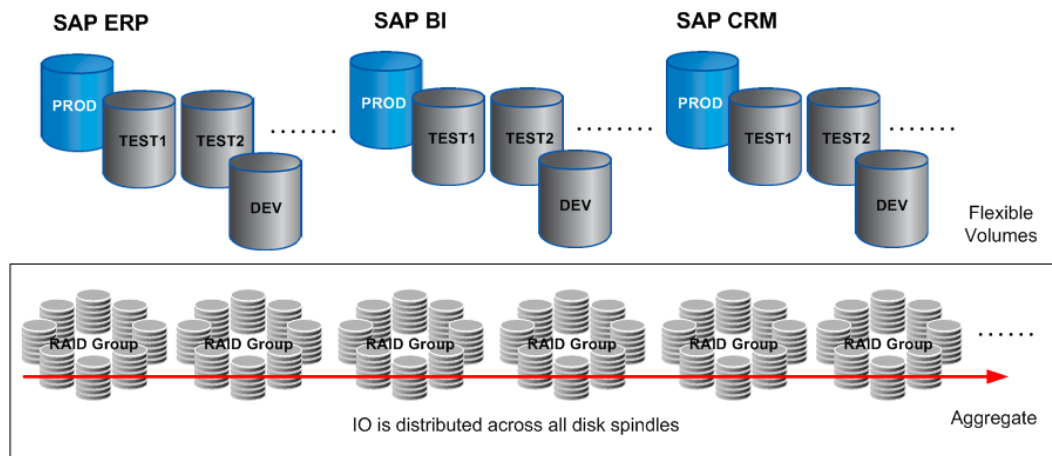 SAP ERP
SAP BI
SAP CRM
PROD
TEST1
TEST2
DEV
PROD
TEST1
TEST2
DEV
PROD
TEST1
TEST2
DEV
Flexible
Volumes
RAID Group
RAID Group
RAID Group
RAID Group
RAID Group
RAID Group
IO is distributed across all disk spindles
Aggregate